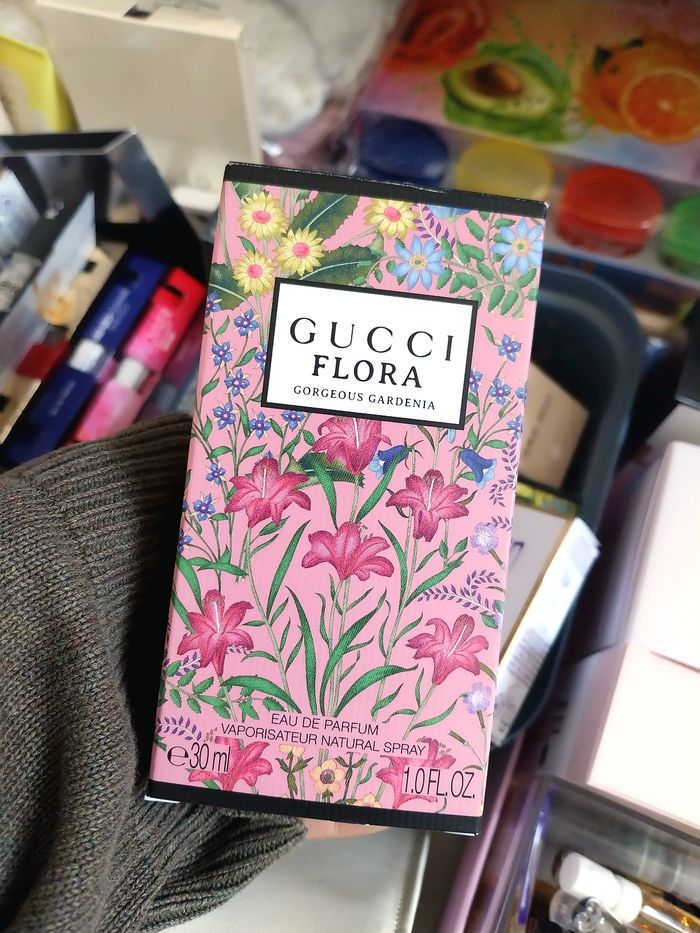 GUCCI
FLORA
GORGEOUS GARDENIA
EAU DE PARFUM
VAPORISATEUR NATURAL SPRAY
℮30 ml
1.0 FL. OZ.